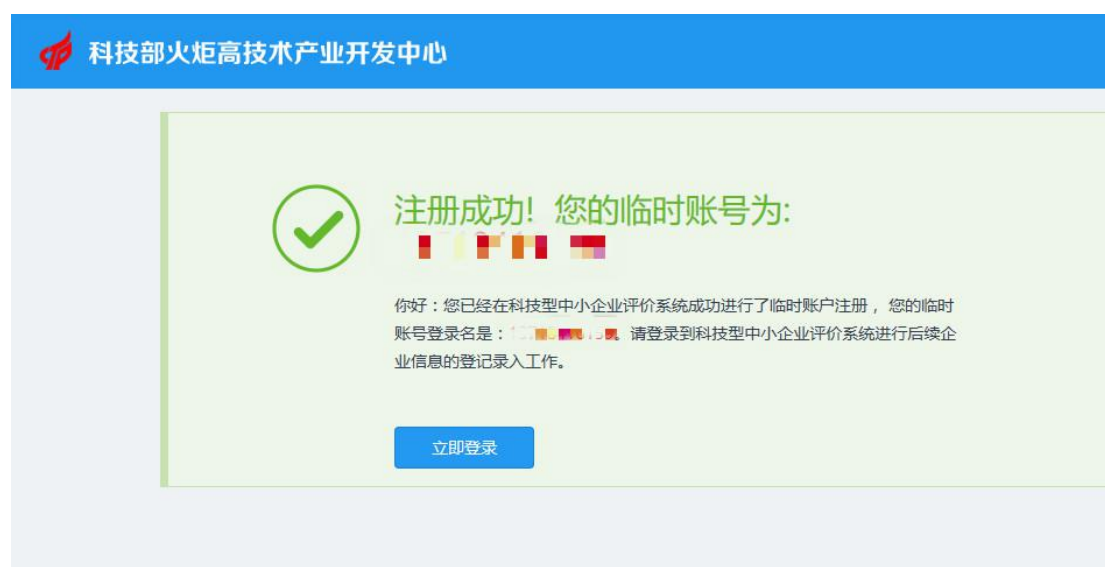 科技部火炬高技术产业开发中心
注册成功! 您的临时账号为:
你好：您已经在科技型中小企业评价系统成功进行了临时账户注册，您的临时
账号登录名是： 请登录到科技型中小企业评价系统进行后续企
业信息的登记录入工作。
立即登录